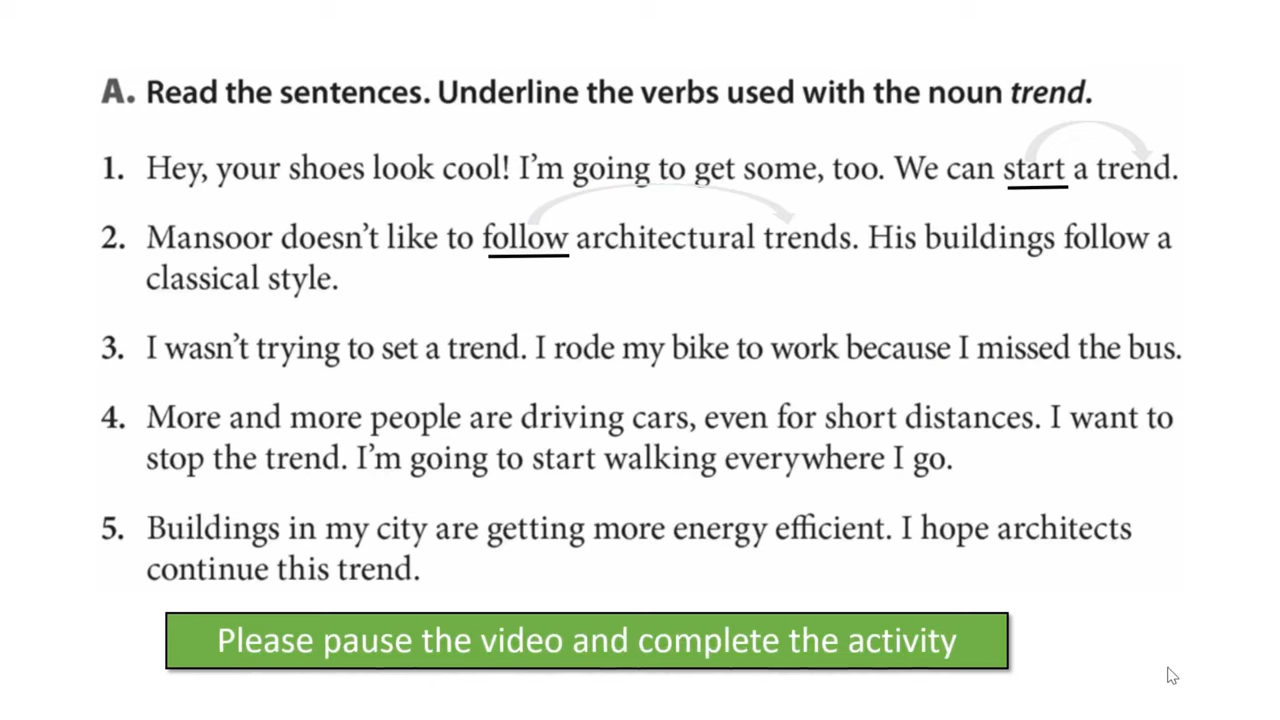 A. Read the sentences. Underline the verbs used with the noun trend.
1. Hey, your shoes look cool! I'm going to get some, too. We can start a trend.
2. Mansoor doesn't like to follow architectural trends. His buildings follow a
classical style.
3. I wasn't trying to set a trend. I rode my bike to work because I missed the bus.
4. More and more people are driving cars, even for short distances. I want to
stop the trend. I'm going to start walking everywhere I go.
5. Buildings in my city are getting more energy efficient. I hope architects
continue this trend.
Please pause the video and complete the activity